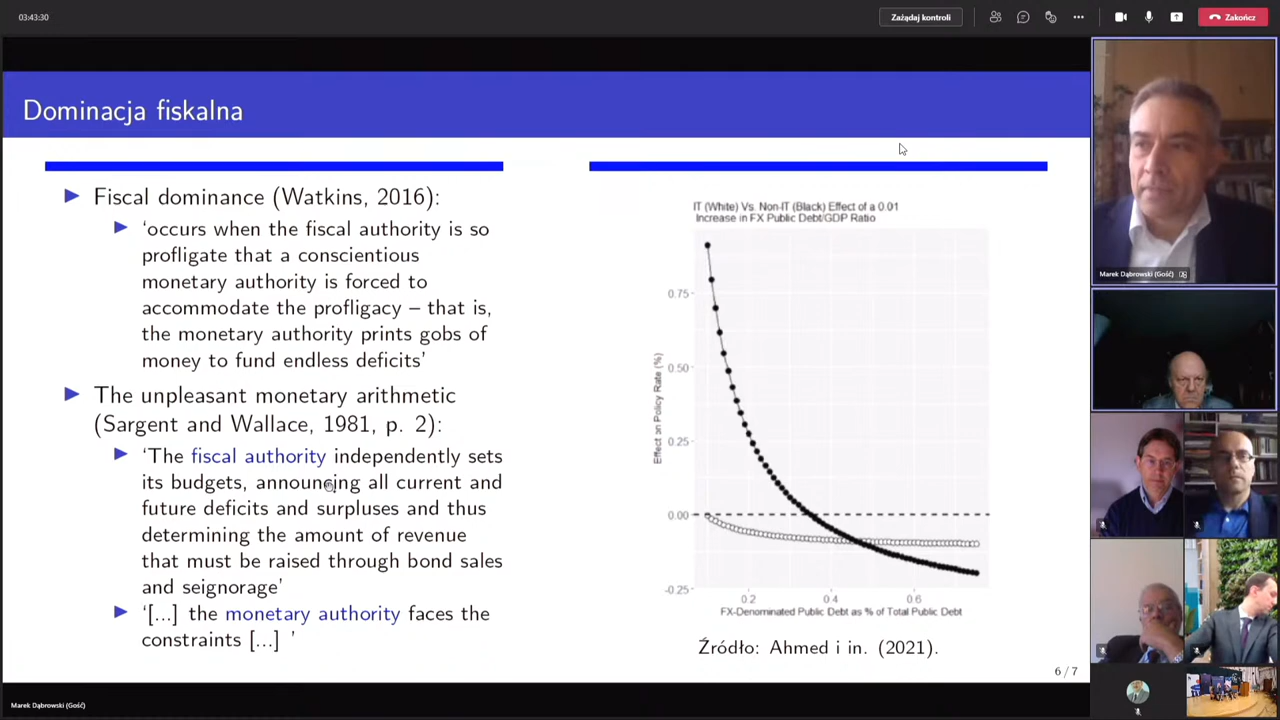 03:43:30
Zażądaj kontroli
Zakończ
Dominacja fiskalna
Fiscal dominance (Watkins, 2016):
‘occurs when the fiscal authority is so
profligate that a conscientious
monetary authority is forced to
accommodate the profligacy – that is,
the monetary authority prints gobs of
money to fund endless deficits’
The unpleasant monetary arithmetic
(Sargent and Wallace, 1981, p. 2):
‘The fiscal authority independently sets
its budgets, announcing all current and
future deficits and surpluses and thus
determining the amount of revenue
that must be raised through bond sales
and seignorage’
‘[...] the monetary authority faces the
constraints [...] ’
IT (White) Vs. Non-IT (Black) Effect of a 0.01
Increase in FX Public Debt/GDP Ratio
Effect on Policy Rate (%)
0.75
0.50
0.25
0.00
-0.25
0.2 0.4 0.6
FX-Denominated Public Debt as % of Total Public Debt
Źródło: Ahmed i in. (2021).
6 / 7
Marek Dąbrowski (Gość)
Marek Dąbrowski (Gość)